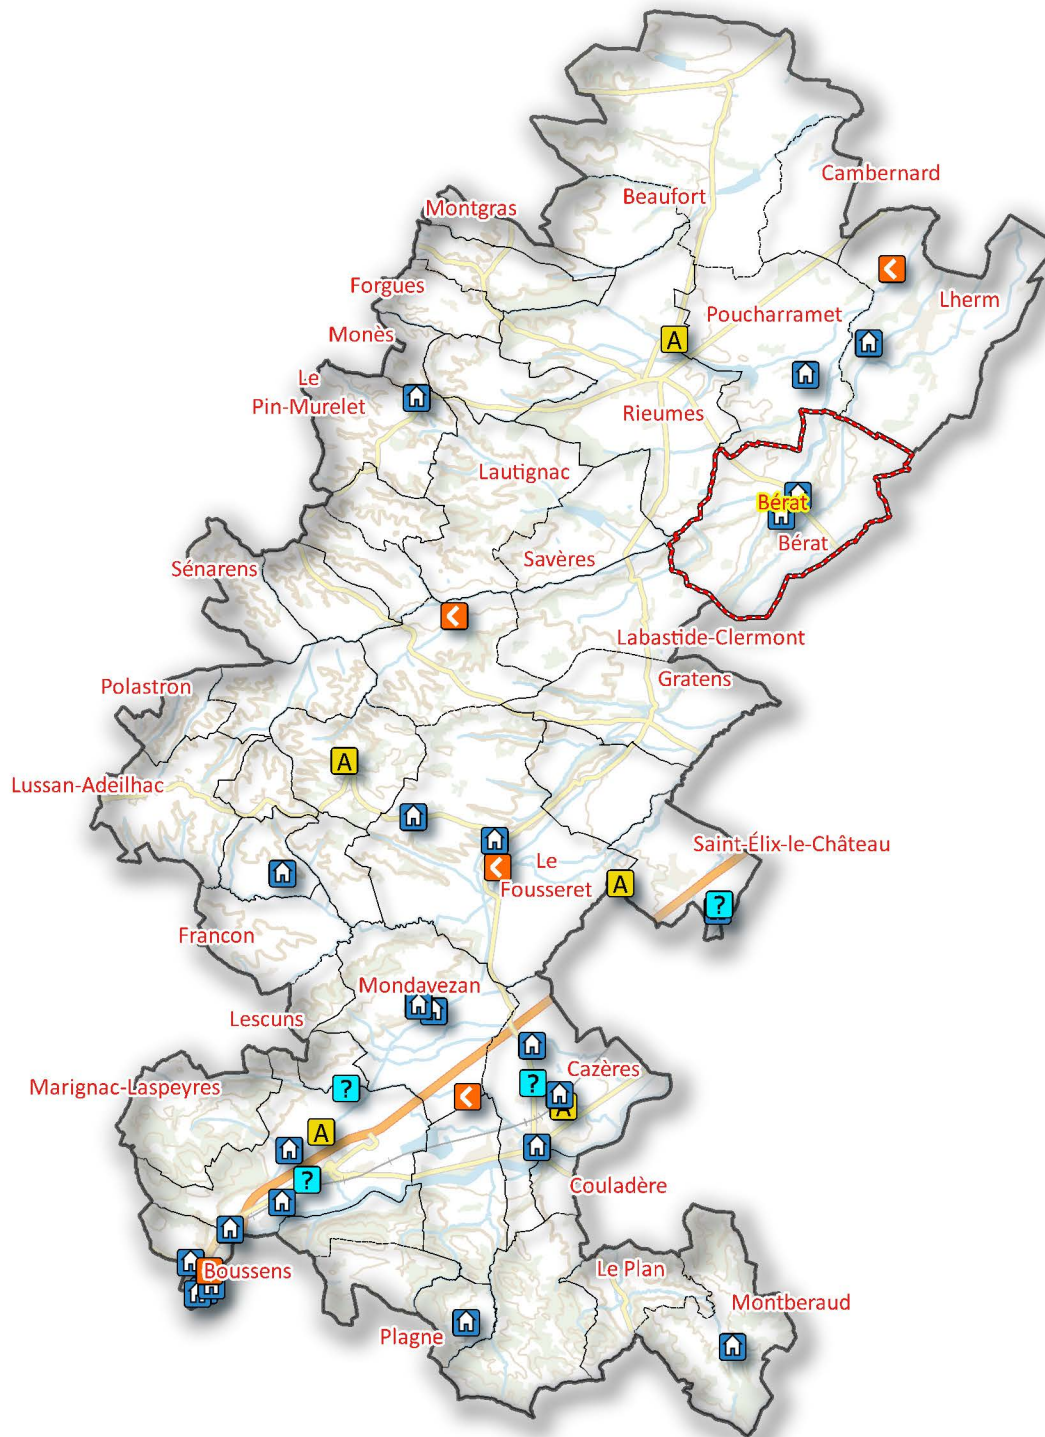 Cambernard
Beaufort
Montgras
Forgues
Lherm
Poucharramet
Monès
A
Le
Pin-Murelet
Rieumes
Lautignac
Bérat
Bérat
Savères
Sénarens
Labastide-Clermont
Gratens
Polastron
A
Lussan-Adeilhac
Saint-Élix-le-Château
Le
Fousseret
A
?
Francon
Mondavezan
Lescuns
Cazères
Marignac-Laspeyres
?
?
A
A
?
Couladère
Boussens
Le Plan
Montberaud
Plagne